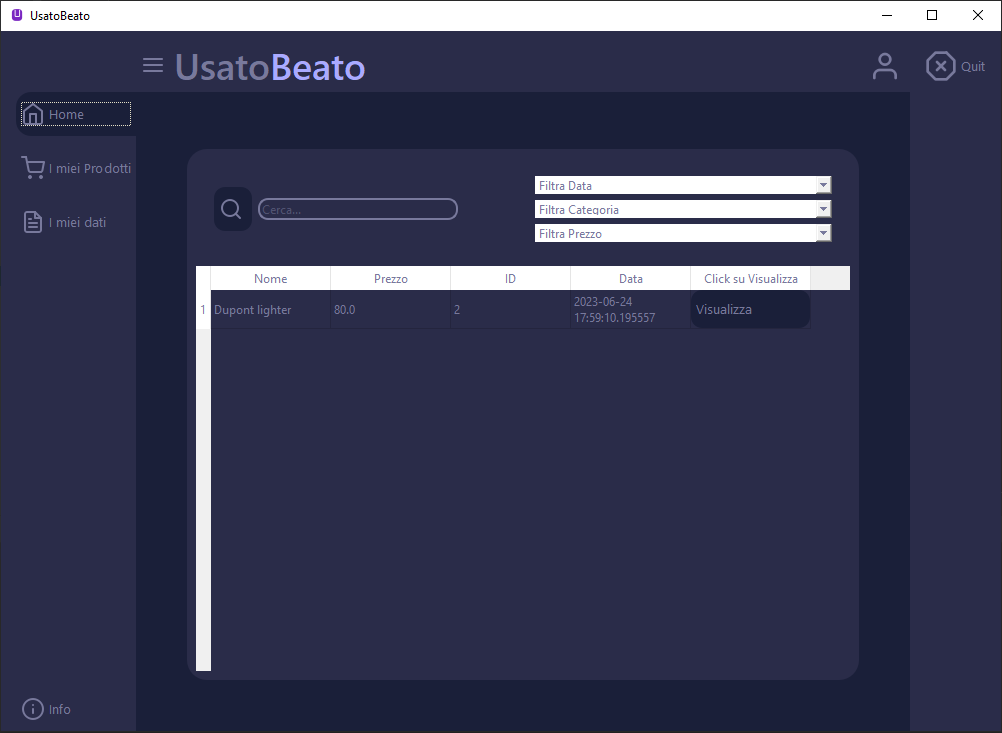 UsatoBeato
UsatoBeato
Quit
Home
I miei Prodotti
I miei dati
Cerca...
Filtra Data
Filtra Categoria
Filtra Prezzo
Nome Prezzo ID Data Click su Visualizza
1 Dupont lighter 80.0 2 2023-06-24
17:59:10.195557 Visualizza
Info